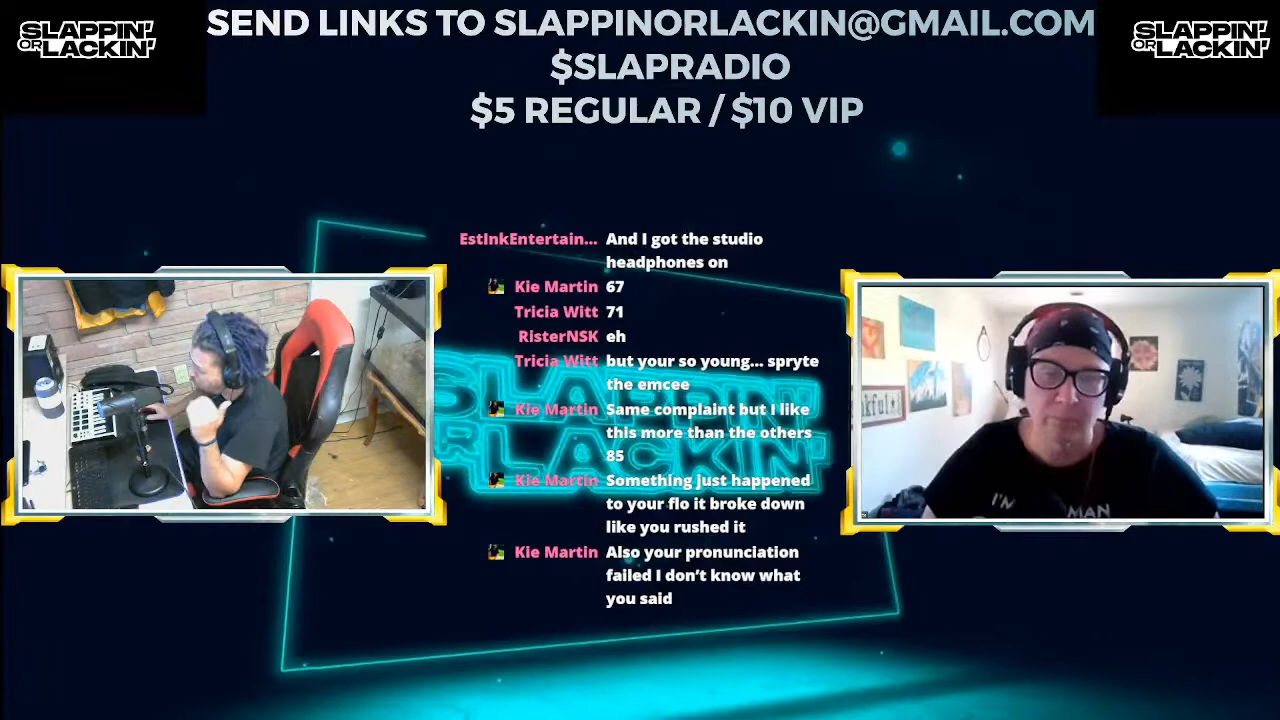 SLAPPIN'
OR LACKIN'
SEND LINKS TO SLAPPINORLACKIN@GMAIL.COM
$SLAPRADIO
$5 REGULAR / $10 VIP
SLAPPIN'
OR LACKIN'
EstInkEntertain... And I got the studio
headphones on
Kie Martin 67
Tricia Witt 71
RisterNSK eh
Tricia Witt but your so young... spryte
the emcee
Kie Martin Same complaint but I like
this more than the others
85
Kie Martin Something just happened
to your flo it broke down
like you rushed it
Kie Martin Also your pronunciation
failed I don’t know what
you said
SLAPPIN'
OR LACKIN'
I'M MAN